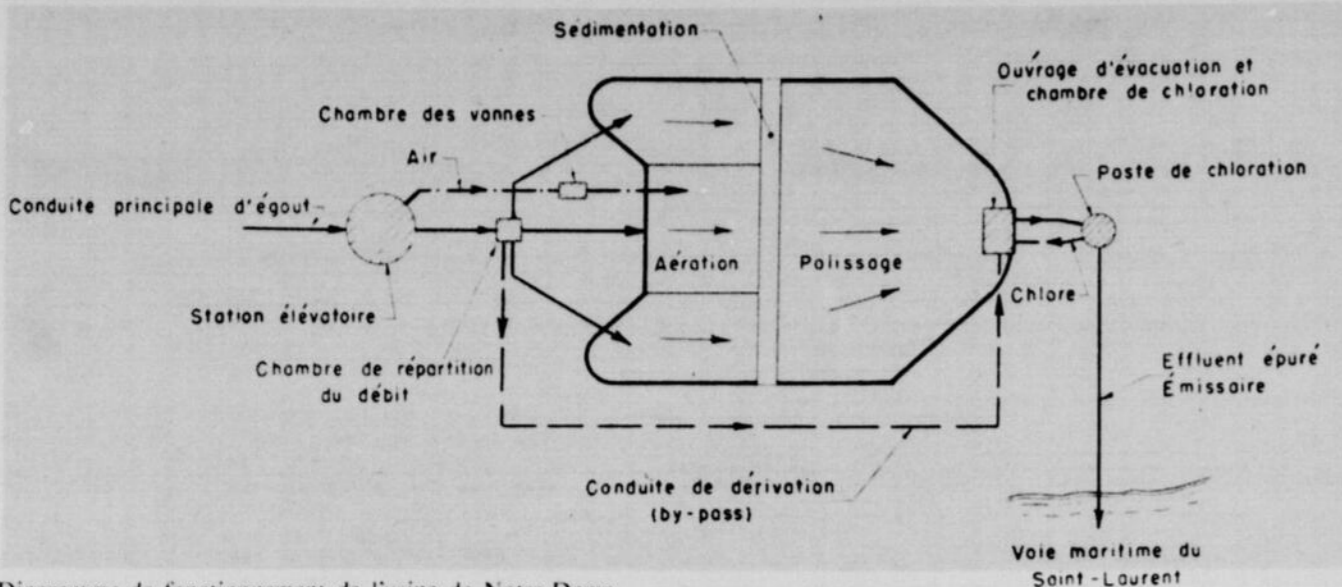 Sédimentation
Ouvrage d'évacuation et
chambre de chloration
Chambre des vannes
Air
Poste de chloration
Conduite principale d'égout
Aération
Polissage
Chlore
Station élévatoire
Chambre de répartition
du débit
Effluent épuré
Émissaire
Conduite de dérivation
(by-pass)
Voie maritime du
Saint-Laurent